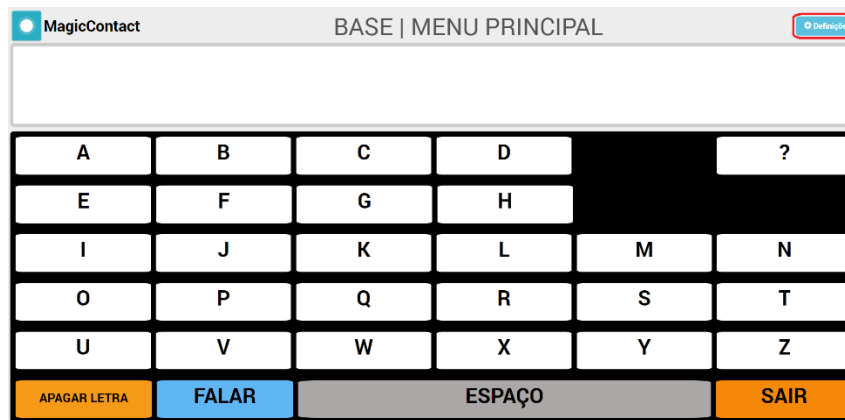 MagicContact BASE | MENU PRINCIPAL
A B C D ?
E F G H
I J K L M N
O P Q R S T
U V W X Y Z
APAGAR LETRA FALAR ESPAÇO SAIR